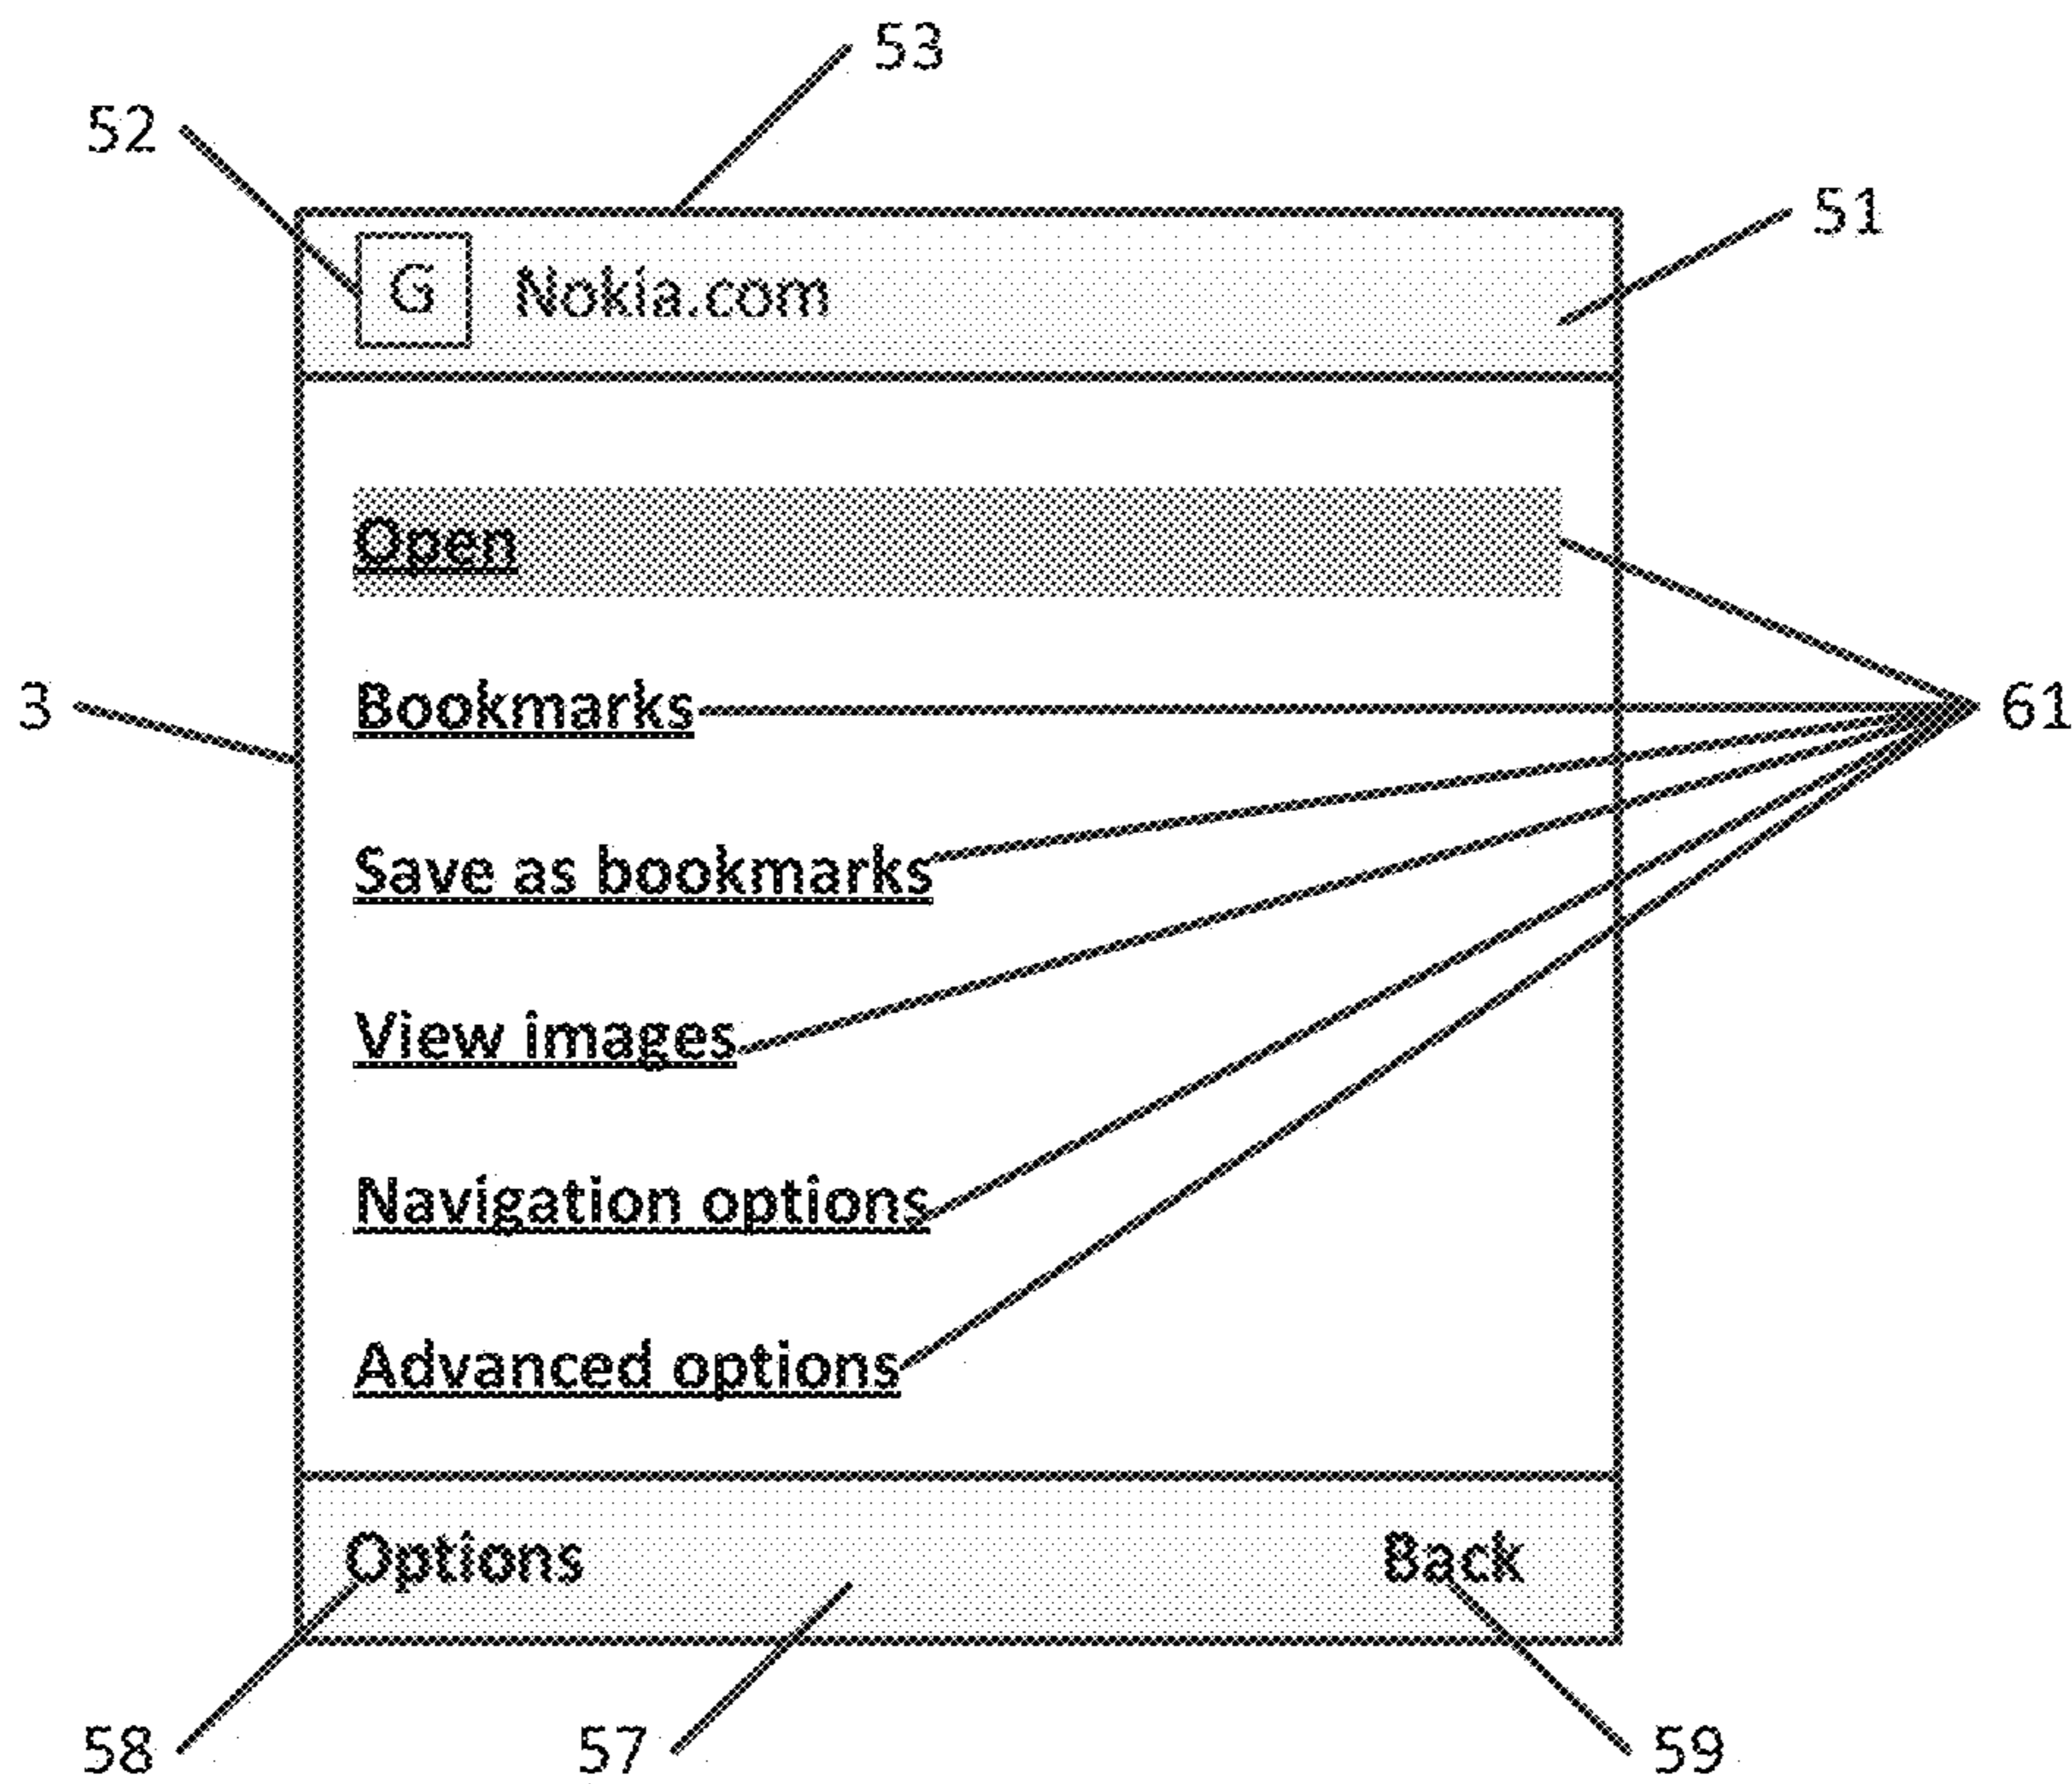 53
52
51
G Nokia.com
Open
Bookmarks
3
61
Save as bookmarks
View images
Navigation options
Advanced options
Options Back
58 57 59